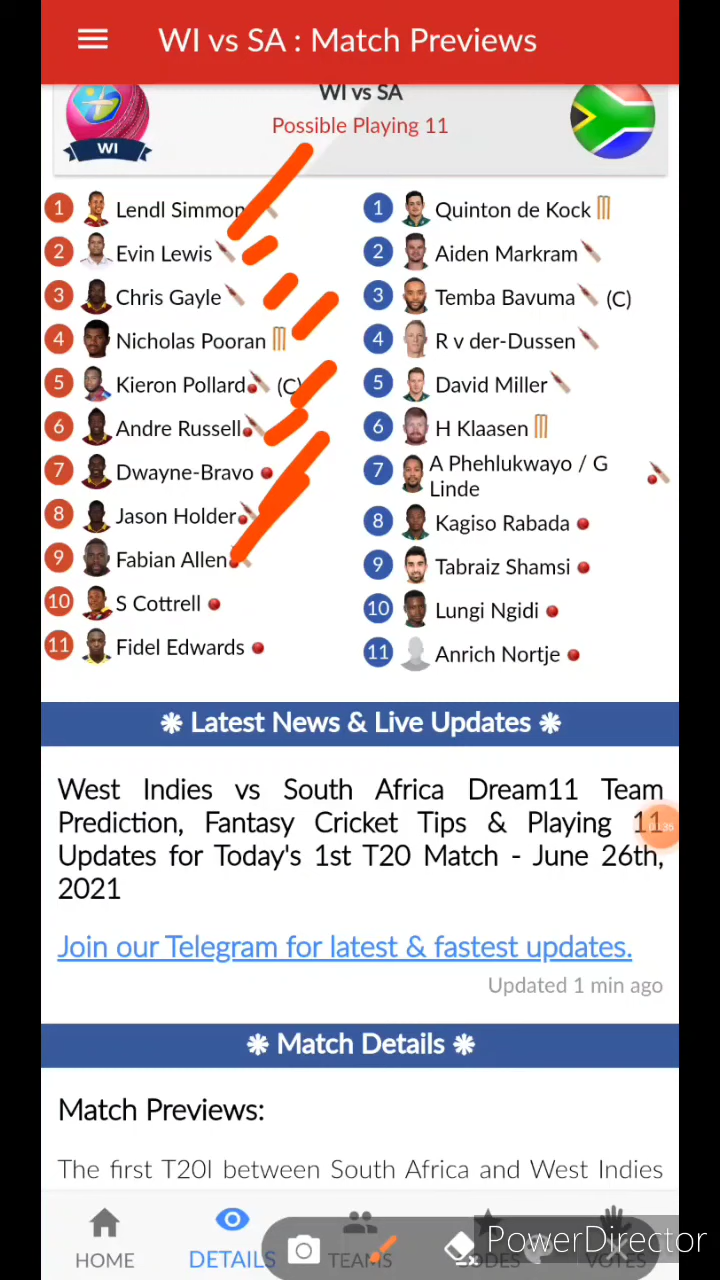 WI vs SA : Match Previews
WI vs SA
Possible Playing 11
WI
1 Lendl Simmon
2 Evin Lewis
3 Chris Gayle
4 Nicholas Pooran
5 Kieron Pollard (C)
6 Andre Russell
7 Dwayne-Bravo
8 Jason Holder
9 Fabian Allen
10 S Cottrell
11 Fidel Edwards
1 Quinton de Kock
2 Aiden Markram
3 Temba Bavuma (C)
4 R v der-Dussen
5 David Miller
6 H Klaasen
7 A Phehlukwayo / G
Linde
8 Kagiso Rabada
9 Tabraiz Shamsi
10 Lungi Ngidi
11 Anrich Nortje
Latest News & Live Updates
West Indies vs South Africa Dream11 Team
Prediction, Fantasy Cricket Tips & Playing 11
Updates for Today's 1st T20 Match - June 26th,
2021
Join our Telegram for latest & fastest updates.
Updated 1 min ago
Match Details
Match Previews:
The first T20I between South Africa and West Indies
HOME
DETAILS
TEAMS
VOTES
PowerDirector